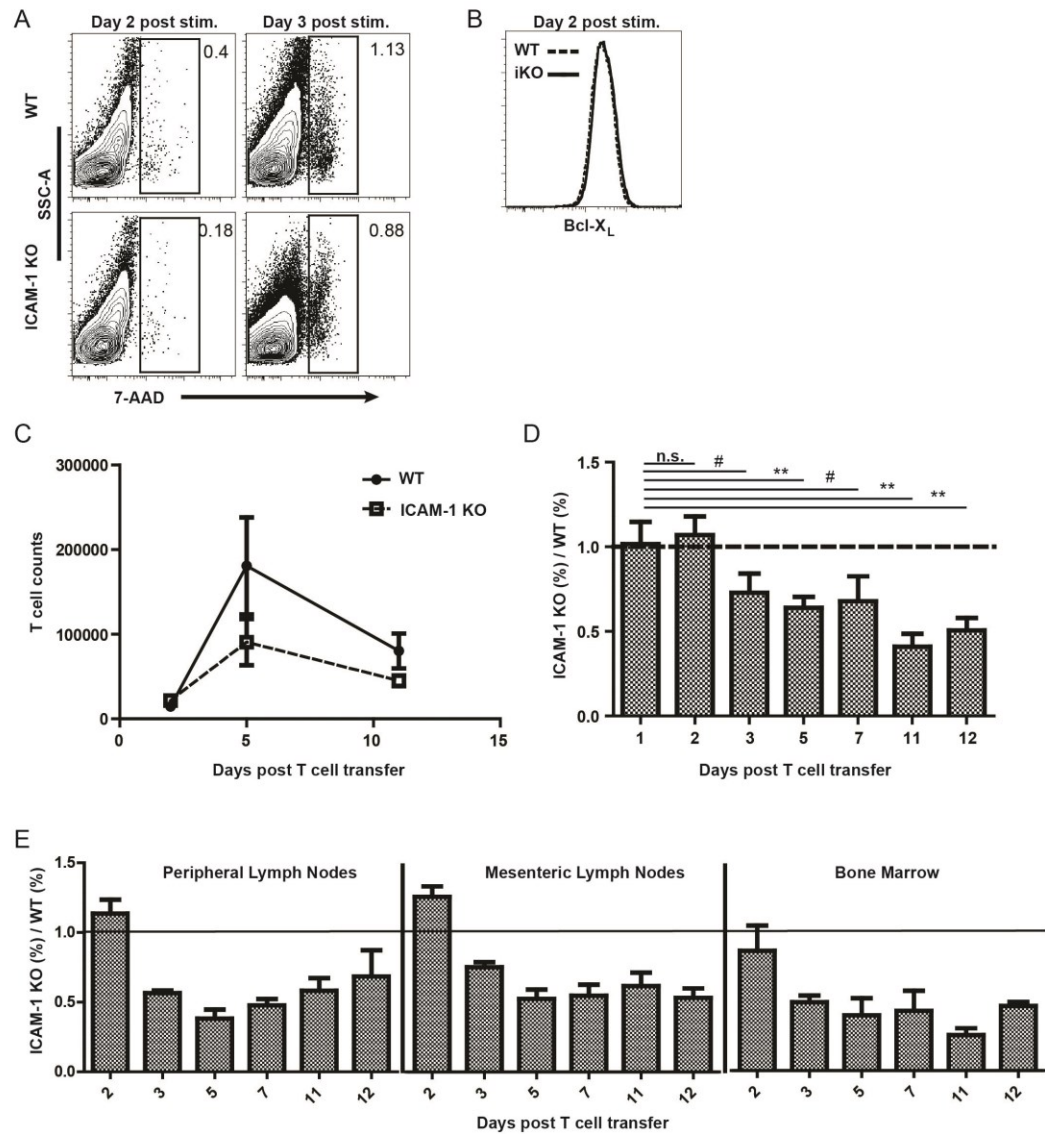 A
Day 2 post stim.
Day 3 post stim.
0.4
1.13
WT
0.18
0.88
ICAM-1 KO
SSC-A
7-AAD
B
Day 2 post stim.
WT
iKO
Bcl-XL
C
300000
200000
100000
0
T cell counts
WT
ICAM-1 KO
0 5 10 15
Days post T cell transfer
D
n.s.
#
**
#
**
**
1.5
1.0
0.5
0.0
ICAM-1 KO (%) / WT (%)
1 2 3 5 7 11 12
Days post T cell transfer
E
1.5
1.0
0.5
0.0
ICAM-1 KO (%) / WT (%)
Peripheral Lymph Nodes
Mesenteric Lymph Nodes
Bone Marrow
2 3 5 7 11 12
2 3 5 7 11 12
2 3 5 7 11 12
Days post T cell transfer